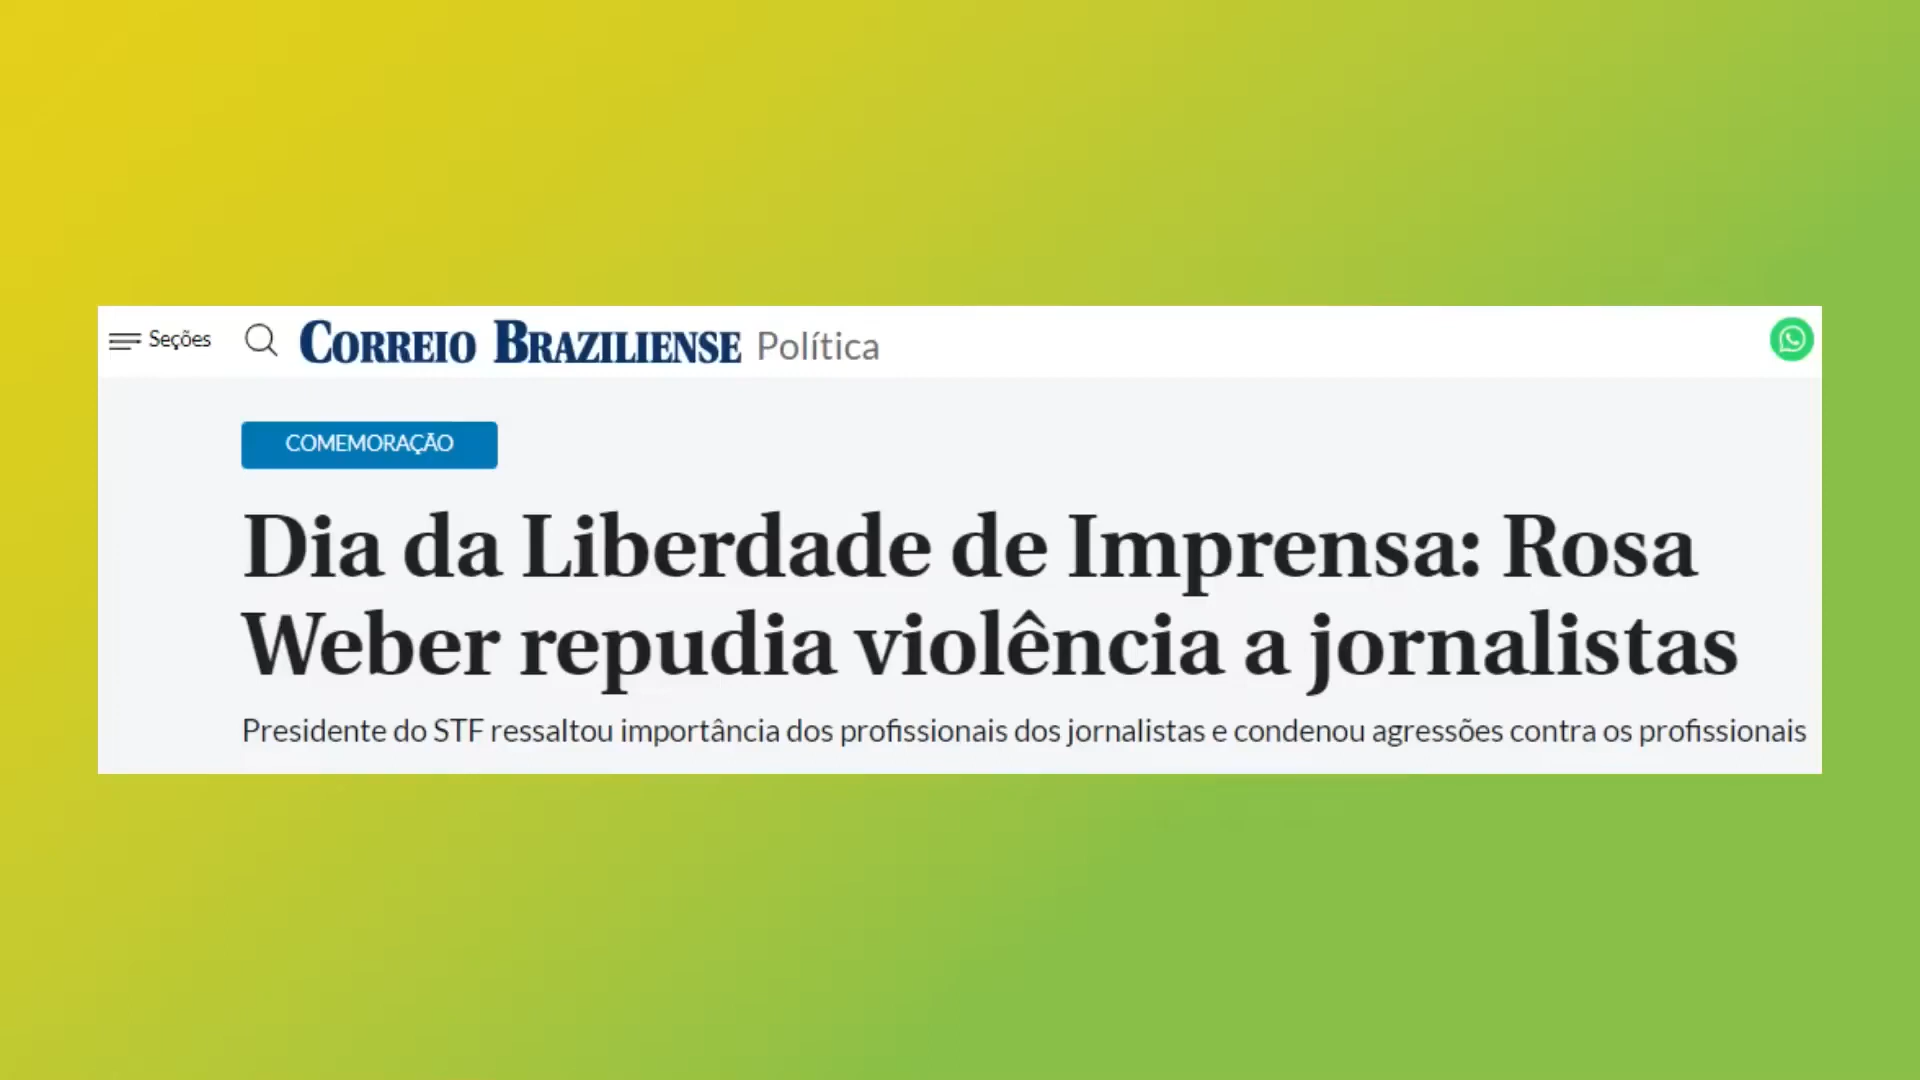 Seções CORREIO BRAZILIENSE Política
COMEMORAÇÃO
Dia da Liberdade de Imprensa: Rosa
Weber repudia violência a jornalistas
Presidente do STF ressaltou importância dos profissionais dos jornalistas e condenou agressões contra os profissionais